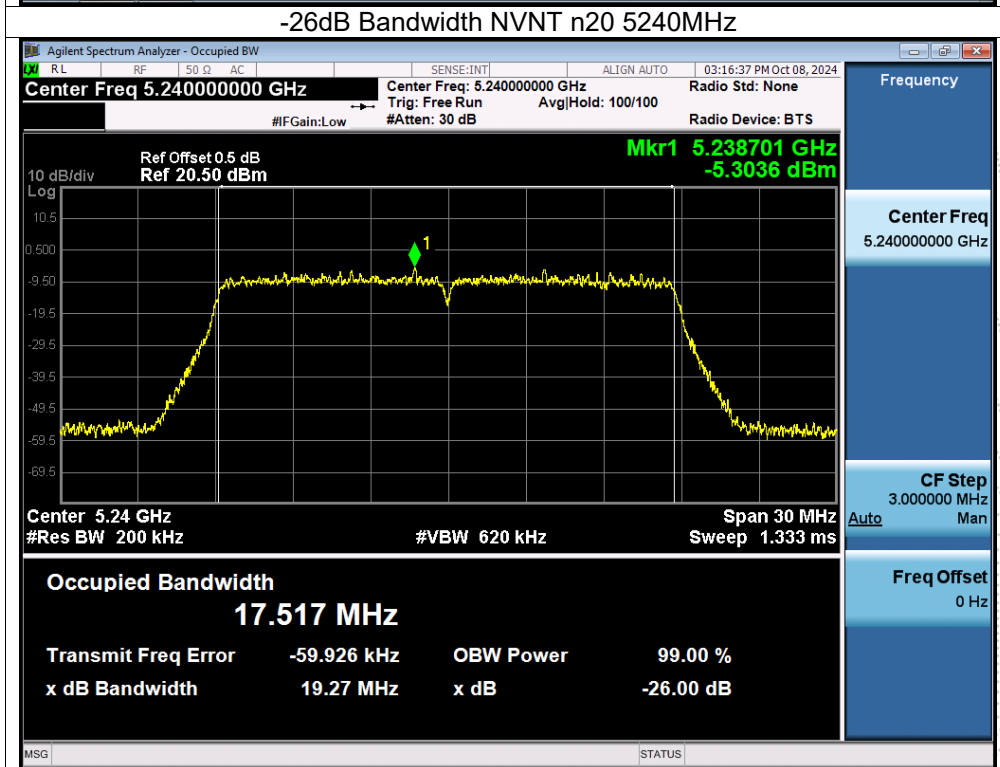 -26dB Bandwidth NVNT n20 5240MHz
Agilent Spectrum Analyzer - Occupied BW
LXI RL RF 50 Ω AC SENSE:INT ALIGN AUTO 03:16:37 PM Oct 08, 2024
Center Freq 5.240000000 GHz
Center Freq: 5.240000000 GHz Radio Std: None
Trig: Free Run Avg|Hold: 100/100
#IFGain:Low #Atten: 30 dB Radio Device: BTS
Frequency
Mkr1 5.238701 GHz
-5.3036 dBm
Ref Offset 0.5 dB
10 dB/div Ref 20.50 dBm
Log
10.5
0.500
-9.50
-19.5
-29.5
-39.5
-49.5
-59.5
-69.5
1
Center 5.24 GHz Span 30 MHz
#Res BW 200 kHz #VBW 620 kHz Sweep 1.333 ms
Occupied Bandwidth
17.517 MHz
Transmit Freq Error -59.926 kHz OBW Power 99.00 %
x dB Bandwidth 19.27 MHz x dB -26.00 dB
Center Freq
5.240000000 GHz
CF Step
3.000000 MHz
Auto Man
Freq Offset
0 Hz
MSG STATUS